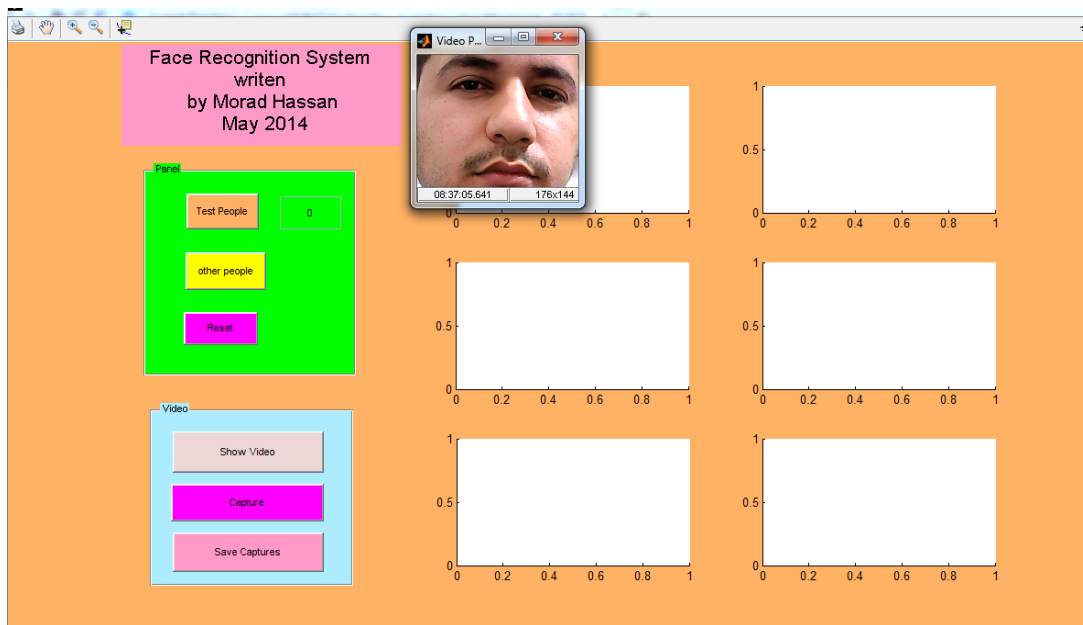 Face Recognition System
writen
by Morad Hassan
May 2014
Panel
Test People
0
other people
Reset
Video
Show Video
Capture
Save Captures
Video P...
08:37:05.641 176x144
0
0 0.2 0.4 0.6 0.8 1
1
0.5
0
0 0.2 0.4 0.6 0.8 1
1
0.5
0
0 0.2 0.4 0.6 0.8 1
1
0.5
0
0 0.2 0.4 0.6 0.8 1
1
0.5
0
0 0.2 0.4 0.6 0.8 1
1
0.5
0
0 0.2 0.4 0.6 0.8 1